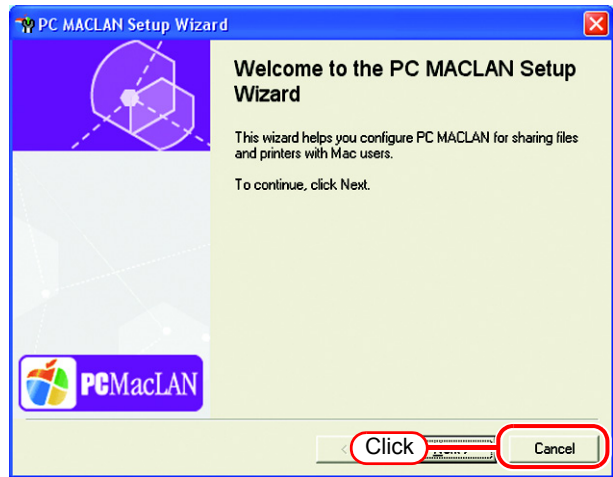 PC MACLAN Setup Wizard
Welcome to the PC MACLAN Setup
Wizard
This wizard helps you configure PC MACLAN for sharing files
and printers with Mac users.
To continue, click Next.
PCMacLAN
<
Click
Cancel